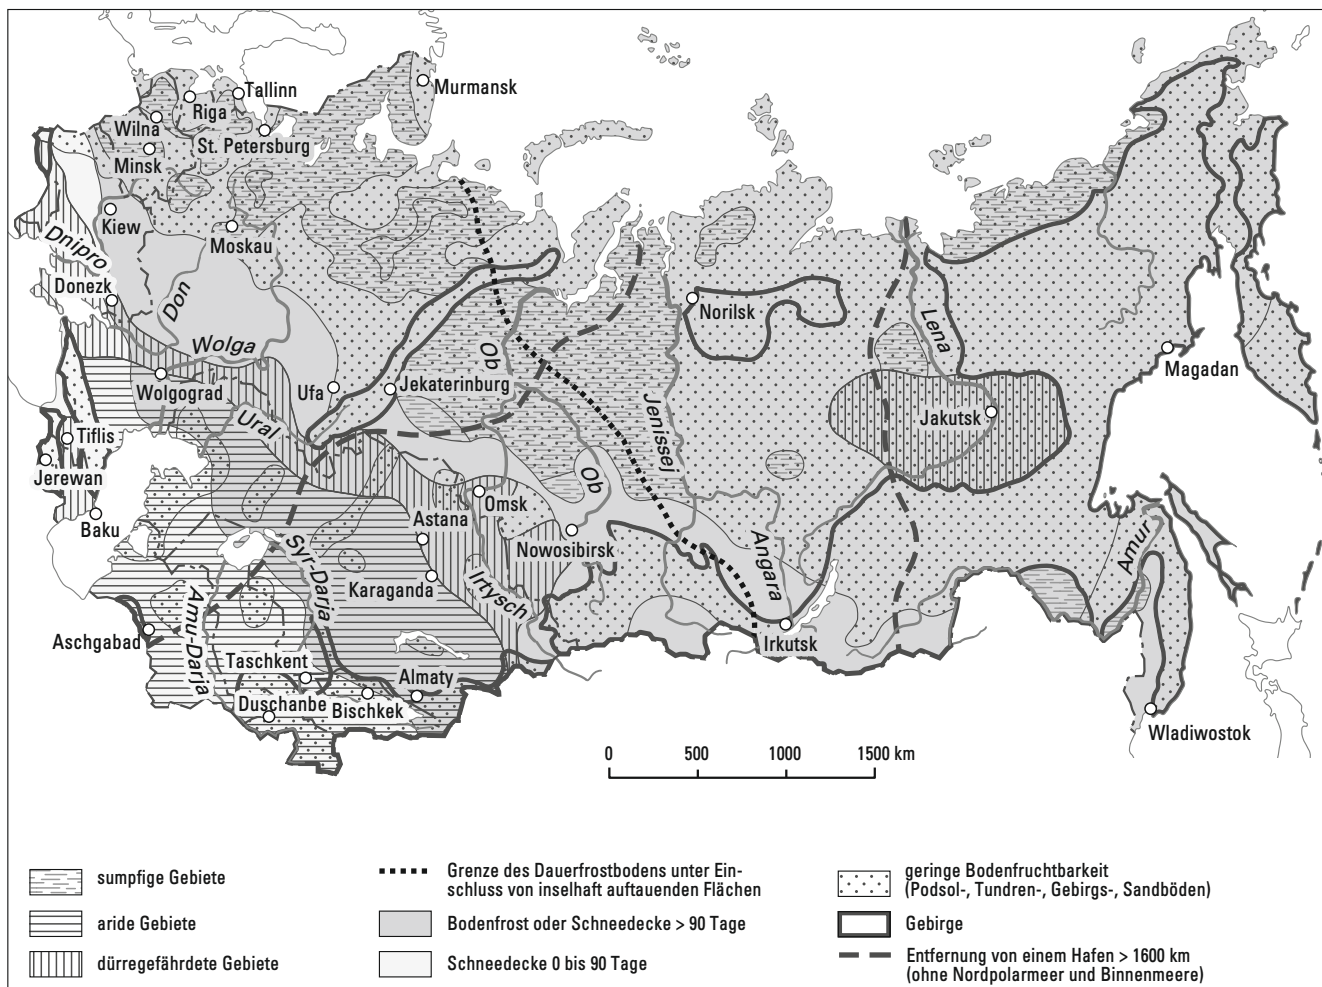 Murmansk
Tallinn
Riga
Wilna
St. Petersburg
Minsk
Kiew
Moskau
Dnipro
Donezk
Don
Wolga
Wolgograd
Ufa
Jekaterinburg
Ural
Ob
Ob
Norilsk
Jenissej
Lena
Jakutsk
Magadan
Tiflis
Jerewan
Baku
Omsk
Astana
Nowosibirsk
Karaganda
Irtysch
Syr-Darja
Amu-Darja
Angara
Amur
Aschgabad
Taschkent
Almaty
Duschanbe
Bischkek
Irkutsk
Wladiwostok
0 500 1000 1500 km
sumpfige Gebiete
aride Gebiete
dürregefährdete Gebiete
Grenze des Dauerfrostbodens unter Ein-
schluss von inselhaft auftauenden Flächen
Bodenfrost oder Schneedecke > 90 Tage
Schneedecke 0 bis 90 Tage
geringe Bodenfruchtbarkeit
(Podsol-, Tundren-, Gebirgs-, Sandböden)
Gebirge
Entfernung von einem Hafen > 1600 km
(ohne Nordpolarmeer und Binnenmeere)